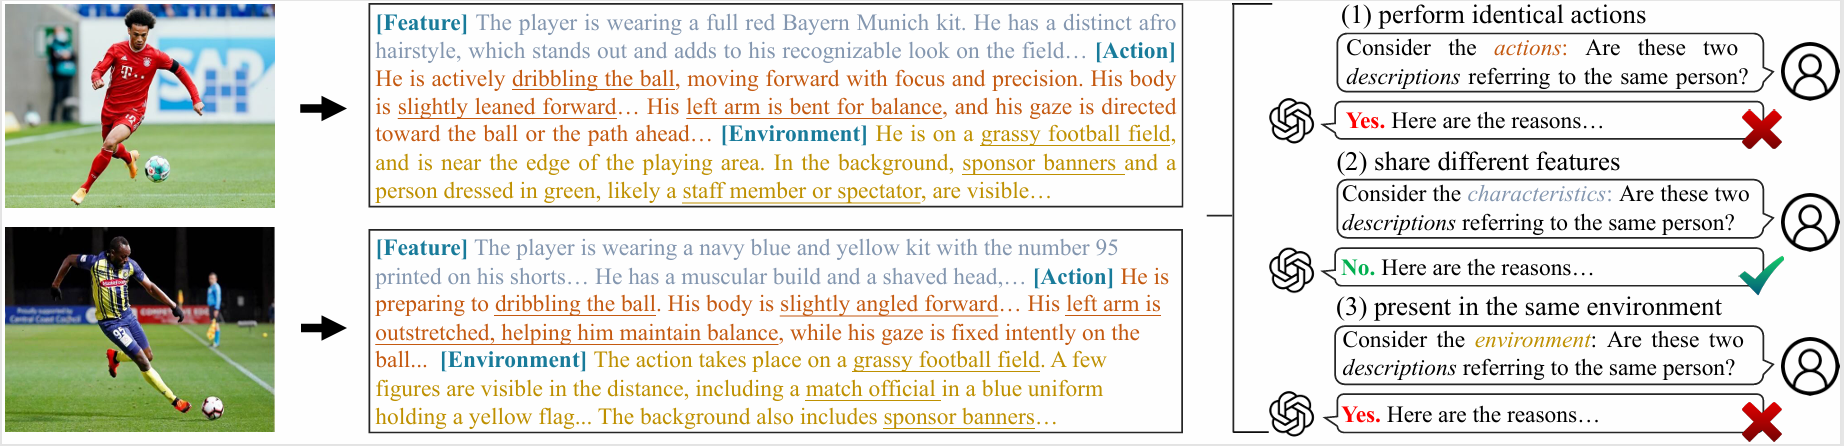 SAP
T
[Feature] The player is wearing a full red Bayern Munich kit. He has a distinct afro
hairstyle, which stands out and adds to his recognizable look on the field… [Action]
He is actively dribbling the ball, moving forward with focus and precision. His body
is slightly leaned forward… His left arm is bent for balance, and his gaze is directed
toward the ball or the path ahead… [Environment] He is on a grassy football field,
and is near the edge of the playing area. In the background, sponsor banners and a
person dressed in green, likely a staff member or spectator, are visible…
Proudly supported by
Central Coast Council
95
[Feature] The player is wearing a navy blue and yellow kit with the number 95
printed on his shorts… He has a muscular build and a shaved head,… [Action] He is
preparing to dribbling the ball. His body is slightly angled forward… His left arm is
outstretched, helping him maintain balance, while his gaze is fixed intently on the
ball... [Environment] The action takes place on a grassy football field. A few
figures are visible in the distance, including a match official in a blue uniform
holding a yellow flag... The background also includes sponsor banners…
(1) perform identical actions
Consider the actions: Are these two
descriptions referring to the same person?
Yes. Here are the reasons…
(2) share different features
Consider the characteristics: Are these two
descriptions referring to the same person?
No. Here are the reasons…
(3) present in the same environment
Consider the environment: Are these two
descriptions referring to the same person?
Yes. Here are the reasons…